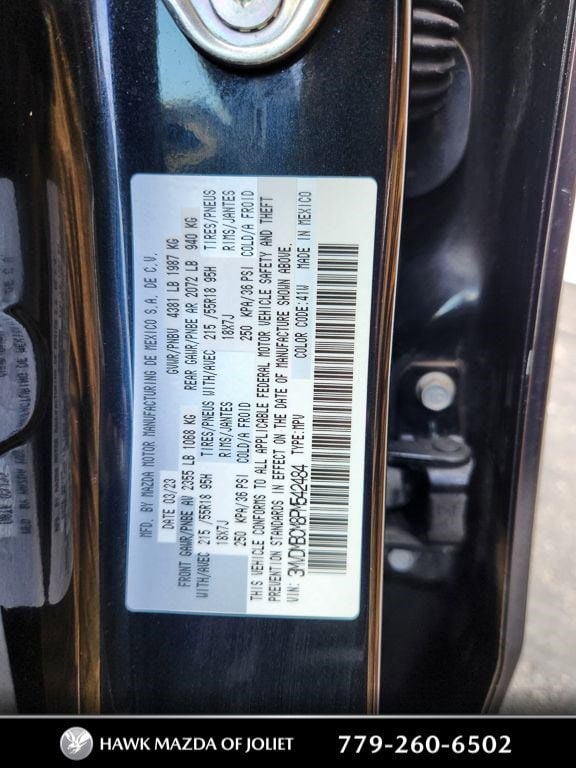 MFD. BY MAZDA MOTOR MANUFACTURING DE MEXICO S.A. DE C.V.
DATE 03/23 GVWR/PNBV 4381 LB 1987 KG
FRONT GAWR/PNBE AV 2355 LB 1068 KG REAR GAWR/PNBE AR 2072 LB 940 KG
WITH/AVEC 215 /55R18 95H TIRES/PNEUS WITH/AVEC 215 /55R18 95H TIRES/PNEUS
18X7J RIMS/JANTES 18X7J RIMS/JANTES
250 KPA/36 PSI COLD/A FROID 250 KPA/36 PSI COLD/A FROID
THIS VEHICLE CONFORMS TO ALL APPLICABLE FEDERAL MOTOR VEHICLE SAFETY AND THEFT
PREVENTION STANDARDS IN EFFECT ON THE DATE OF MANUFACTURE SHOWN ABOVE.
VIN: 3MVDMBCM8PM542484 TYPE:MPV COLOR CODE:41W MADE IN MEXICO
HAWK MAZDA OF JOLIET 779-260-6502